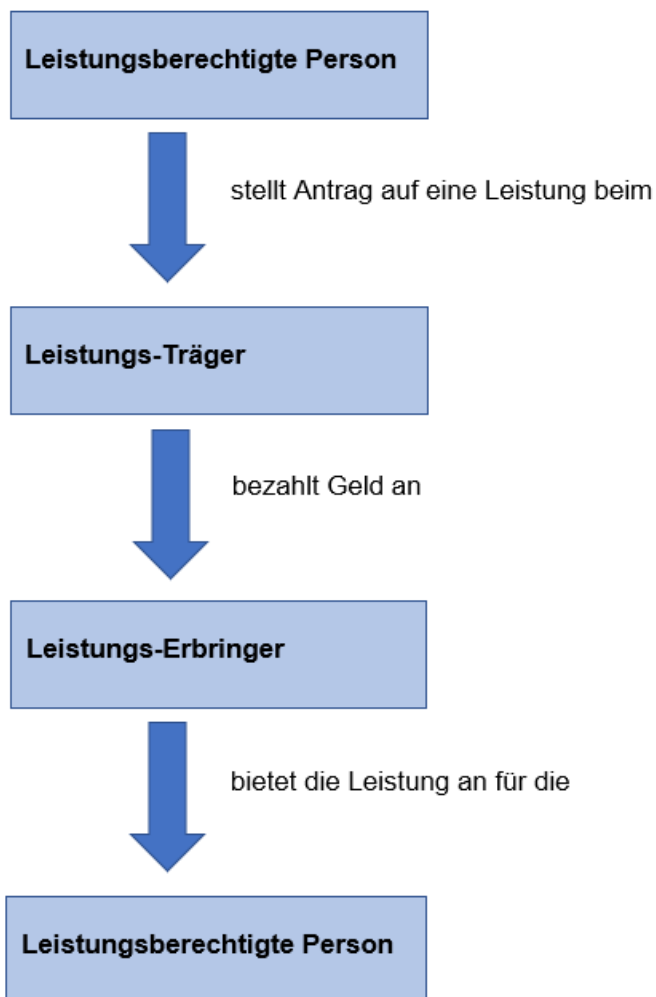 Leistungsberechtigte Person
stellt Antrag auf eine Leistung beim
Leistungs-Träger
bezahlt Geld an
Leistungs-Erbringer
bietet die Leistung an für die
Leistungsberechtigte Person